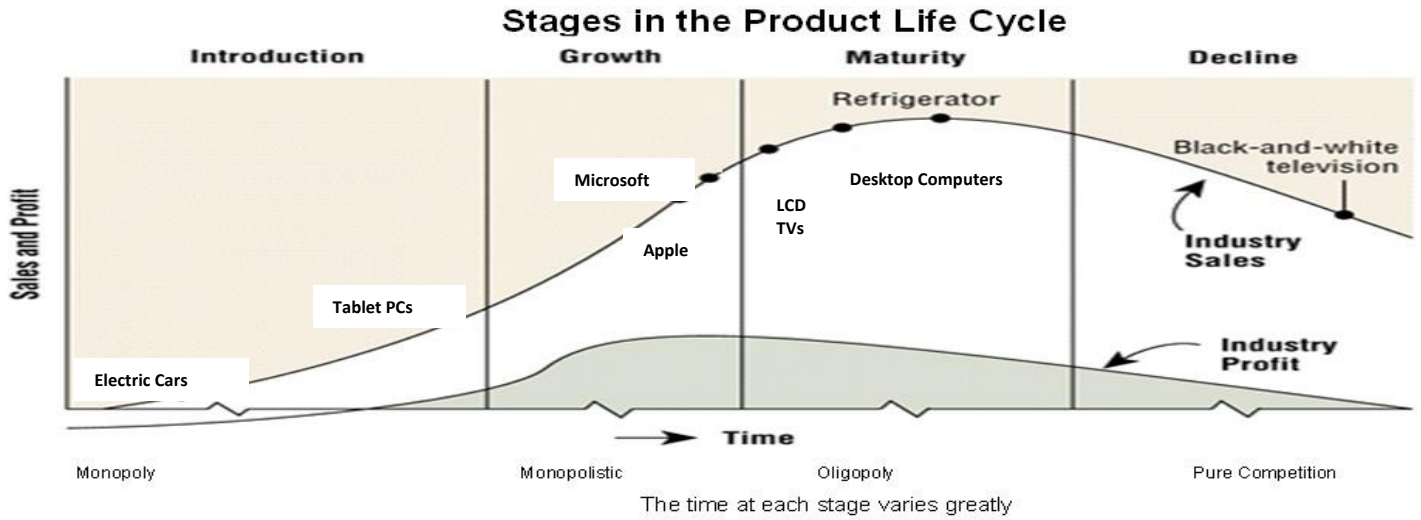 Stages in the Product Life Cycle
Introduction
Growth
Maturity
Decline
Refrigerator
Black-and-white
television
Microsoft
Desktop Computers
LCD
TVs
Apple
Industry
Sales
Sales and Profit
Tablet PCs
Industry
Profit
Electric Cars
Time
Monopoly
Monopolistic
Oligopoly
Pure Competition
The time at each stage varies greatly